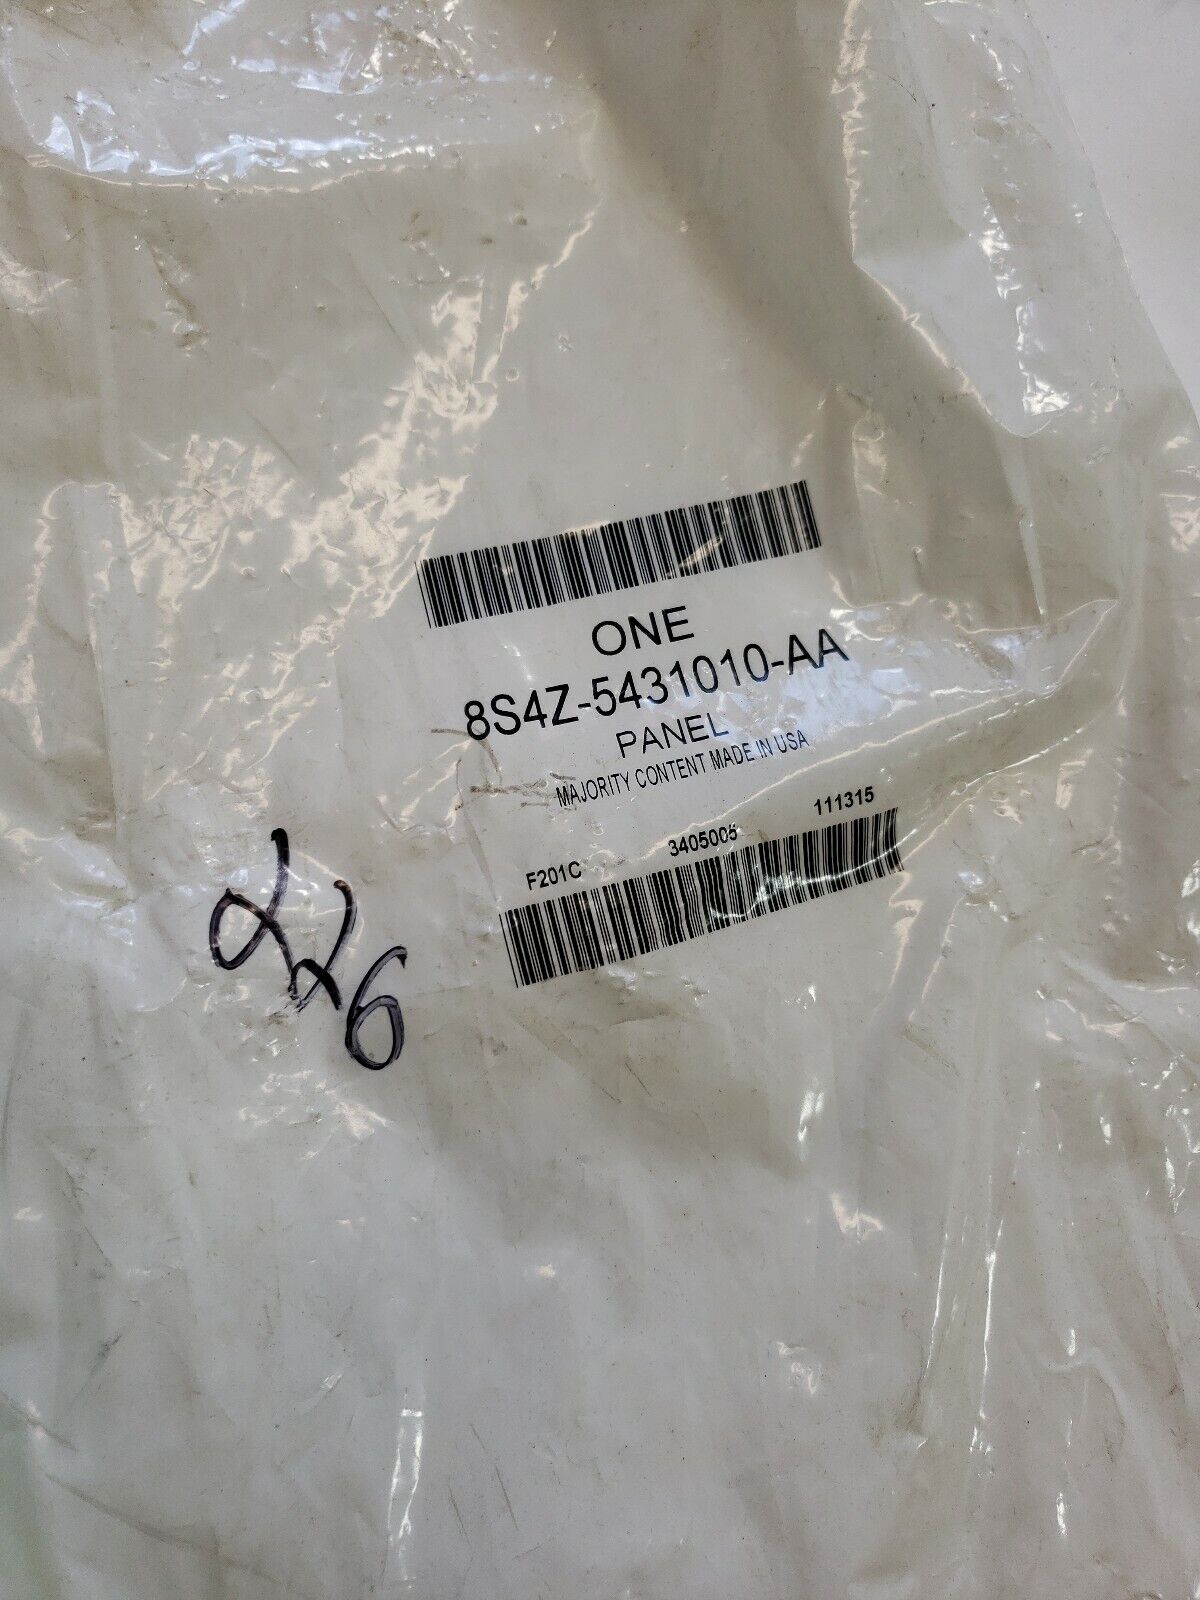 ONE
8S4Z-5431010-AA
PANEL
MAJORITY CONTENT MADE IN USA
F201C 3405005 111315